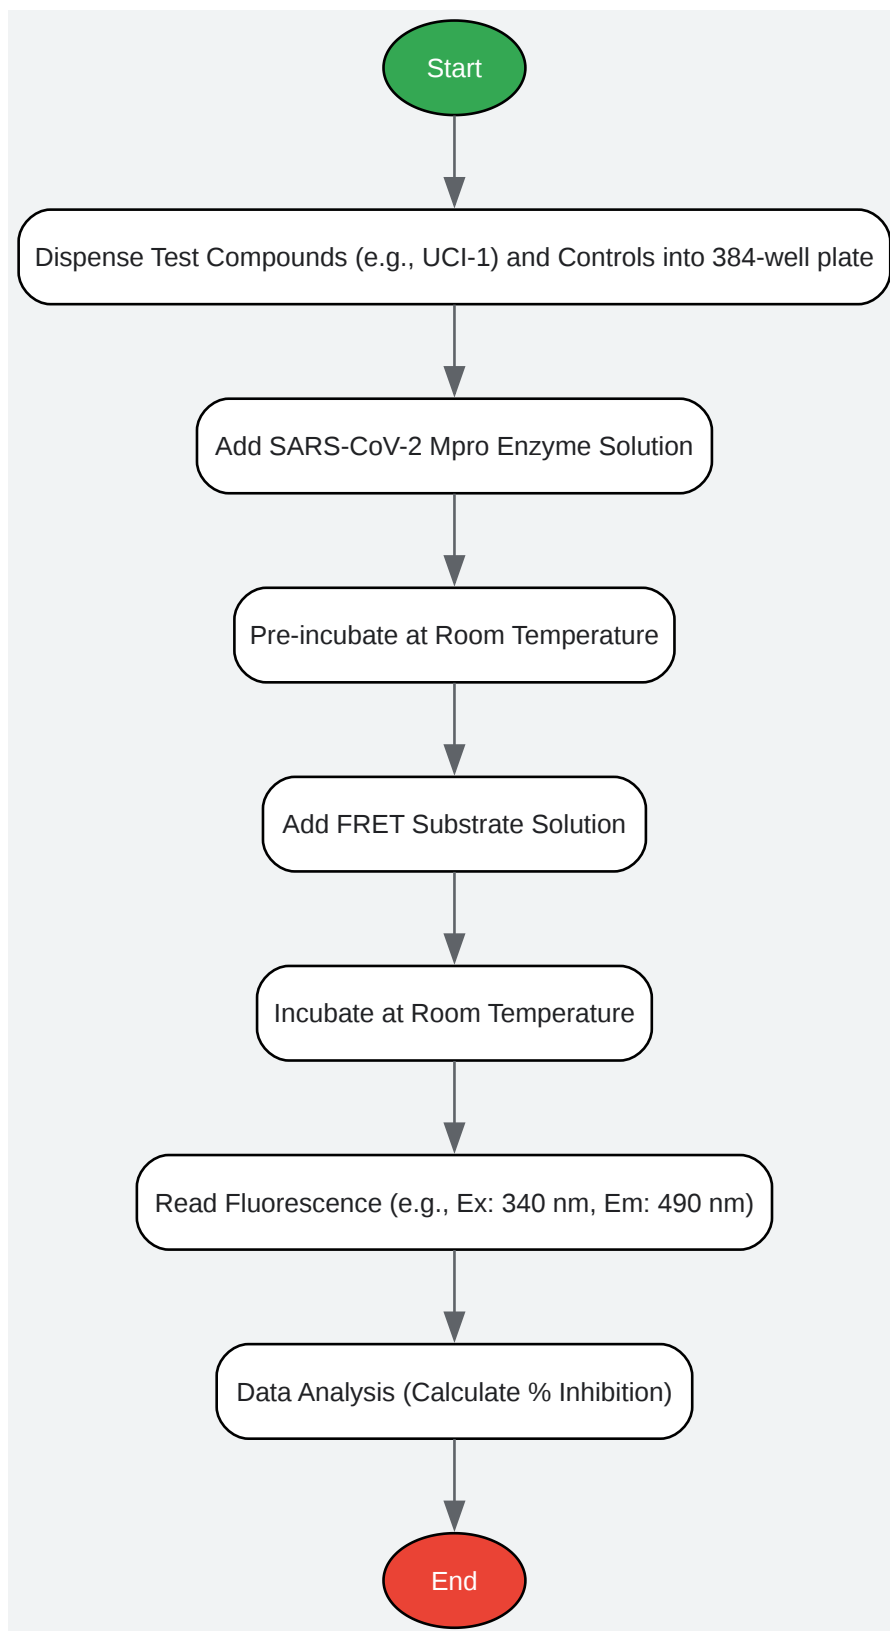 Start
Dispense Test Compounds (e.g., UCI-1) and Controls into 384-well plate
Add SARS-CoV-2 Mpro Enzyme Solution
Pre-incubate at Room Temperature
Add FRET Substrate Solution
Incubate at Room Temperature
Read Fluorescence (e.g., Ex: 340 nm, Em: 490 nm)
Data Analysis (Calculate % Inhibition)
End